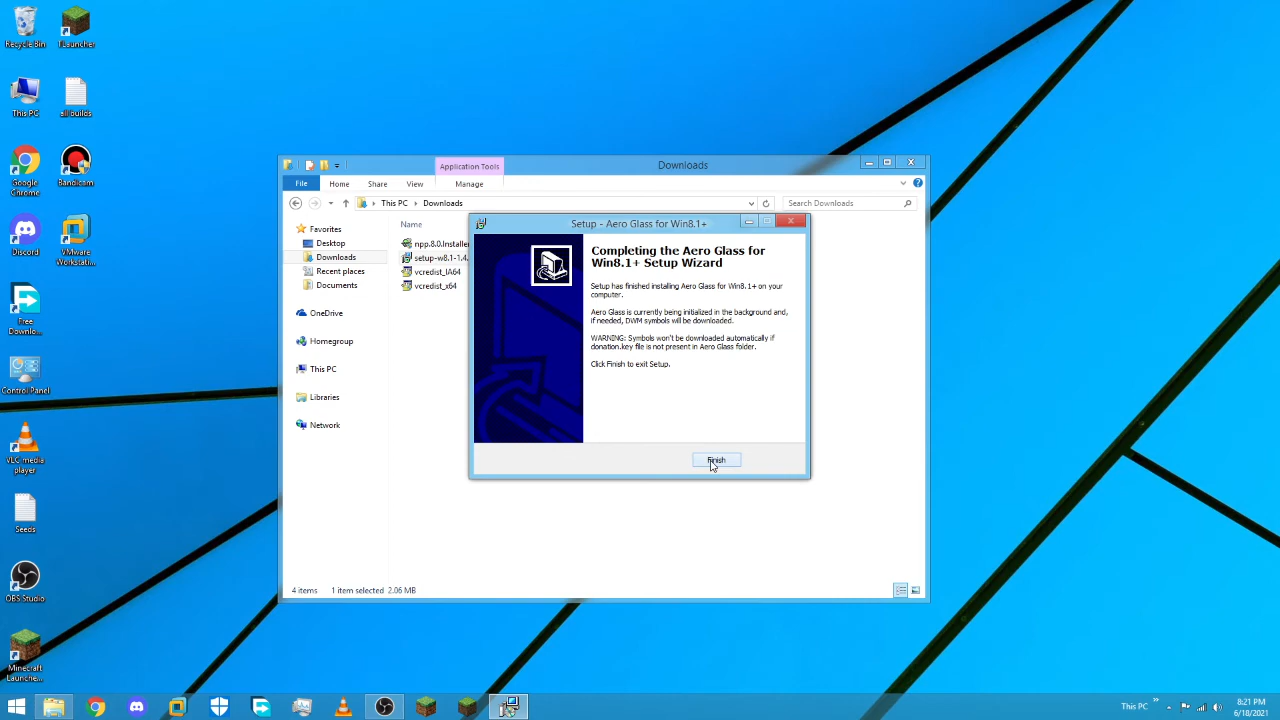 Recycle Bin
TLauncher
This PC
all builds
Google
Chrome
Bandicam
Discord
VMware
Workstati...
Free
Downlo...
Control Panel
VLC media
player
Seeds
OBS Studio
Minecraft
Launche...
Application Tools
Downloads
File
Home
Share
View
Manage
This PC
Downloads
Search Downloads
Favorites
Desktop
Downloads
Recent places
Documents
OneDrive
Homegroup
This PC
Libraries
Network
Name
npp.8.0.Installer
setup-w8.1-1.4.
vcredist_IA64
vcredist_x64
Setup - Aero Glass for Win8.1+
Completing the Aero Glass for
Win8.1+ Setup Wizard
Setup has finished installing Aero Glass for Win8.1+ on your
computer.
Aero Glass is currently being initialized in the background and,
if needed, DWM symbols will be downloaded.
WARNING: Symbols won't be downloaded automatically if
donation.key file is not present in Aero Glass folder.
Click Finish to exit Setup.
Finish
4 items
1 item selected 2.06 MB
This PC
8:21 PM
6/18/2021